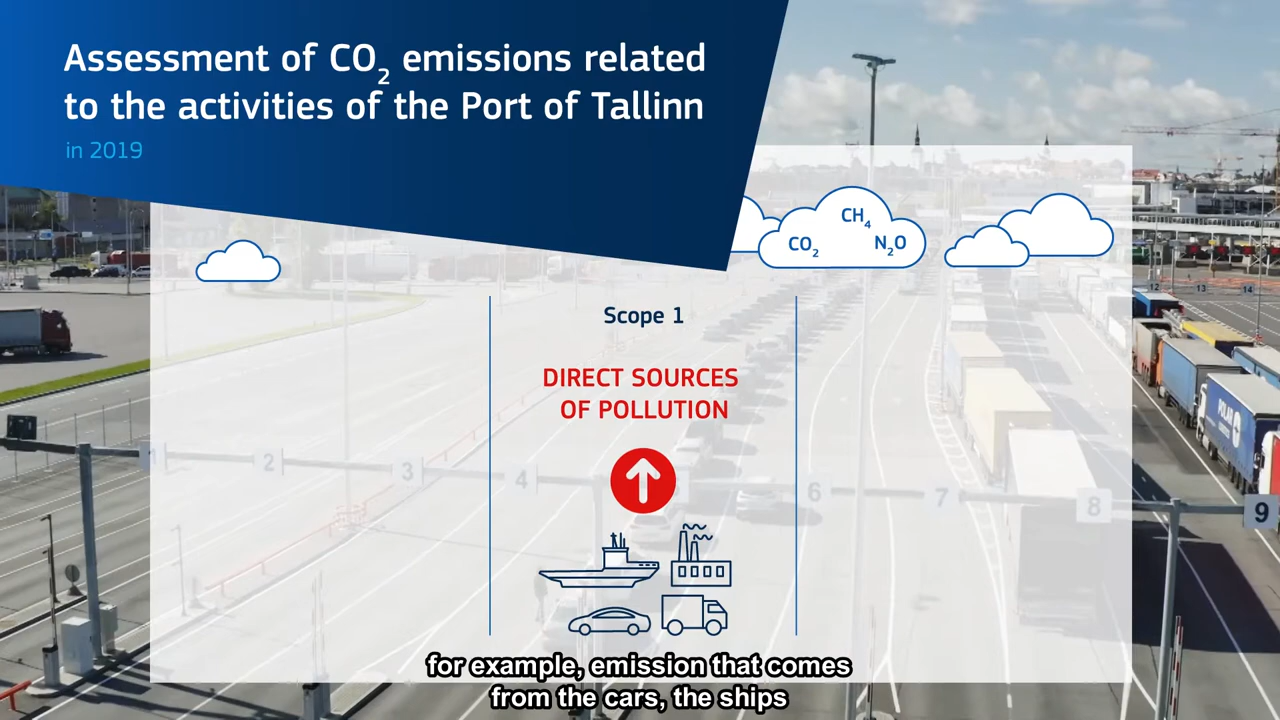 Assessment of CO₂ emissions related
to the activities of the Port of Tallinn
in 2019
CH₄
CO₂
N₂O
Scope 1
DIRECT SOURCES
OF POLLUTION
12
13
14
1
2
3
4
6
7
8
9
POLAR
for example, emission that comes
from the cars, the ships